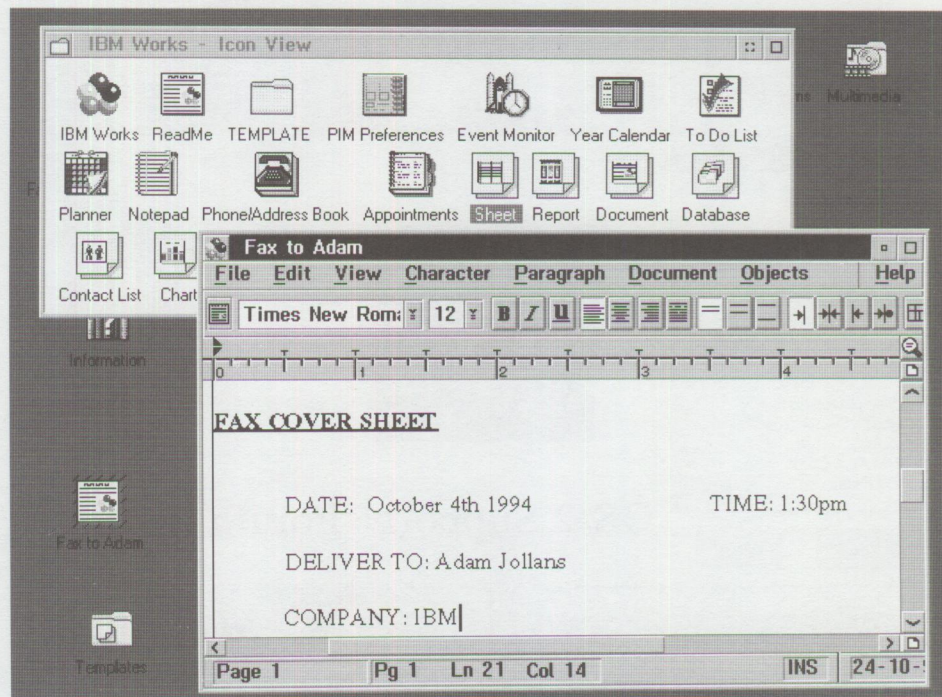 IBM Works - Icon View
IBM Works ReadMe TEMPLATE PIM Preferences Event Monitor Year Calendar To Do List
Multimedia
Planner Notepad Phone/Address Book Appointments Sheet Report Document Database
Contact List Chart
Fax to Adam
File Edit View Character Paragraph Document Objects Help
Times New Roma 12 B I U
0 1 2 3 4
Information
FAX COVER SHEET
DATE: October 4th 1994 TIME: 1:30pm
Fax to Adam
DELIVER TO: Adam Jollans
COMPANY: IBM
Templates
Page 1 Pg 1 Ln 21 Col 14 INS 24-10-